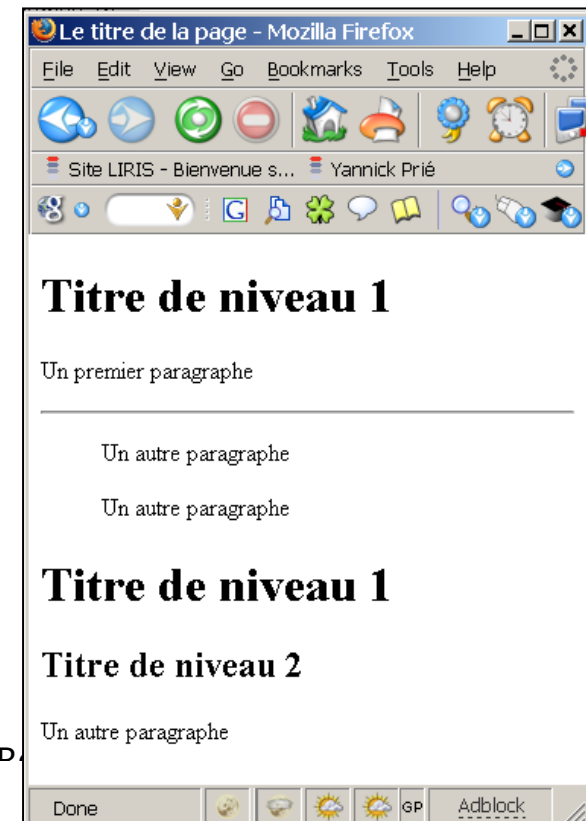 Le titre de la page - Mozilla Firefox
File Edit View Go Bookmarks Tools Help
Site LIRIS - Bienvenue s... Yannick Prié
G
Titre de niveau 1
Un premier paragraphe
Un autre paragraphe
Un autre paragraphe
Titre de niveau 1
Titre de niveau 2
Un autre paragraphe
Done GP Adblock